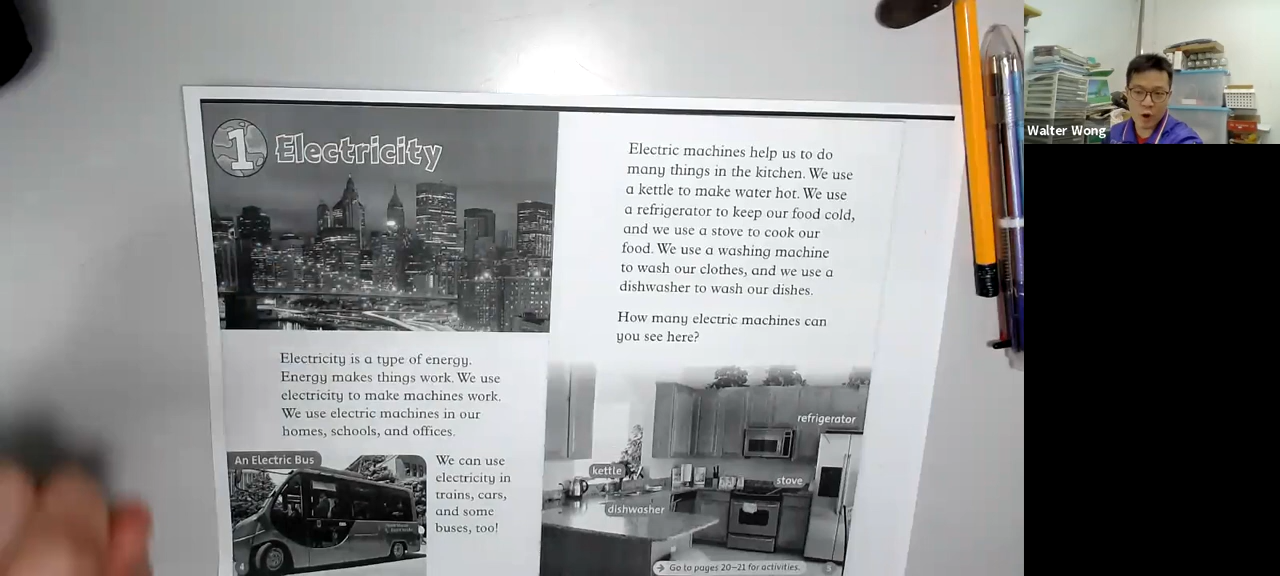 1 Electricity
Electricity is a type of energy.
Energy makes things work. We use
electricity to make machines work.
We use electric machines in our
homes, schools, and offices.
An Electric Bus
We can use
electricity in
trains, cars,
and some
buses, too!
4
Electric machines help us to do
many things in the kitchen. We use
a kettle to make water hot. We use
a refrigerator to keep our food cold,
and we use a stove to cook our
food. We use a washing machine
to wash our clothes, and we use a
dishwasher to wash our dishes.
How many electric machines can
you see here?
refrigerator
kettle
stove
dishwasher
Go to pages 20–21 for activities.
5
Walter Wong